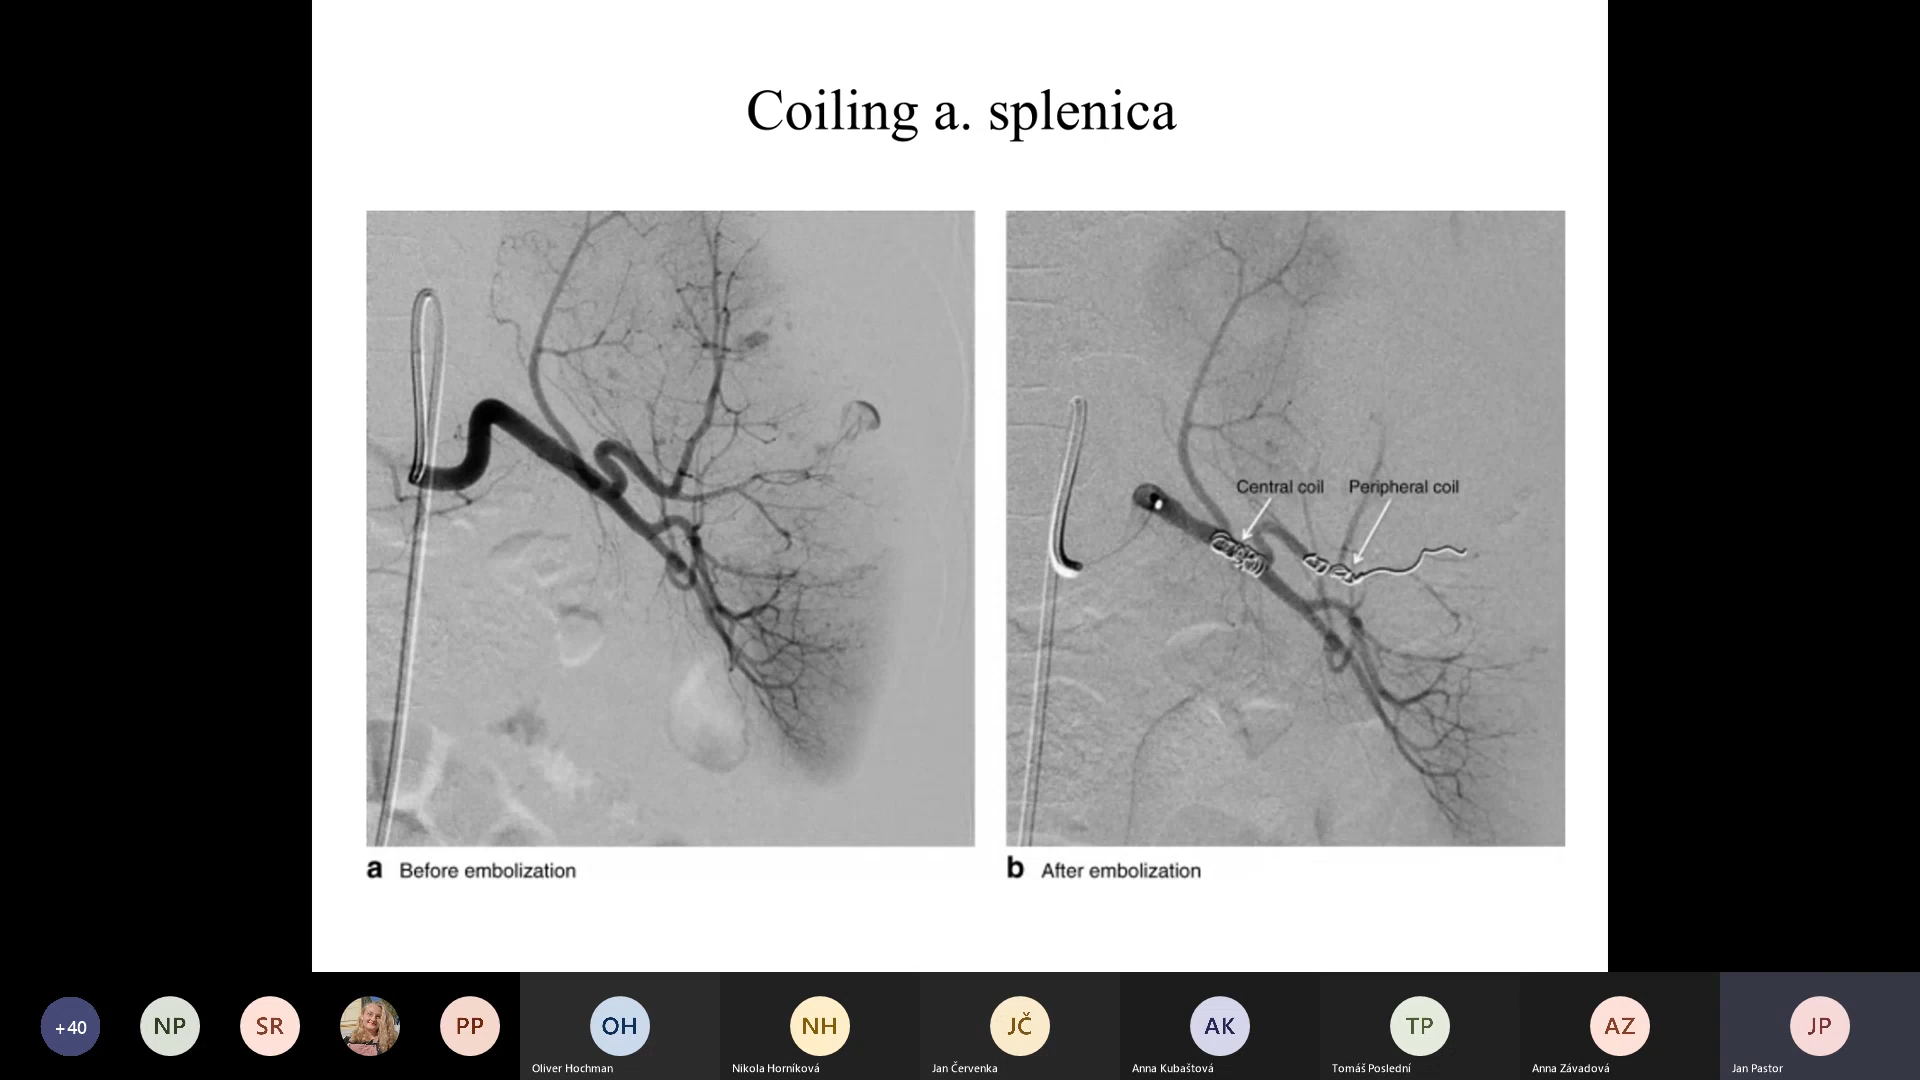 Coiling a. splenica
Central coil
Peripheral coil
a Before embolization
b After embolization
+40
NP
SR
PP
OH
NH
JČ
AK
TP
AZ
JP
Oliver Hochman
Nikola Horníková
Jan Červenka
Anna Kubaštová
Tomáš Poslední
Anna Závadová
Jan Pastor